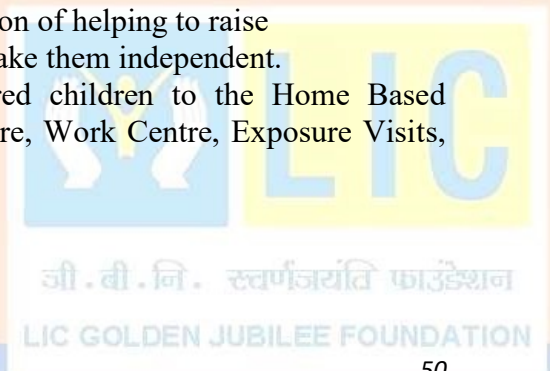 on of helping to raise
ake them independent.
red children to the Home Based
re, Work Centre, Exposure Visits,
LIC
जी.बी.नि. स्वर्णजयंति फाउंडेशन
LIC GOLDEN JUBILEE FOUNDATION
50